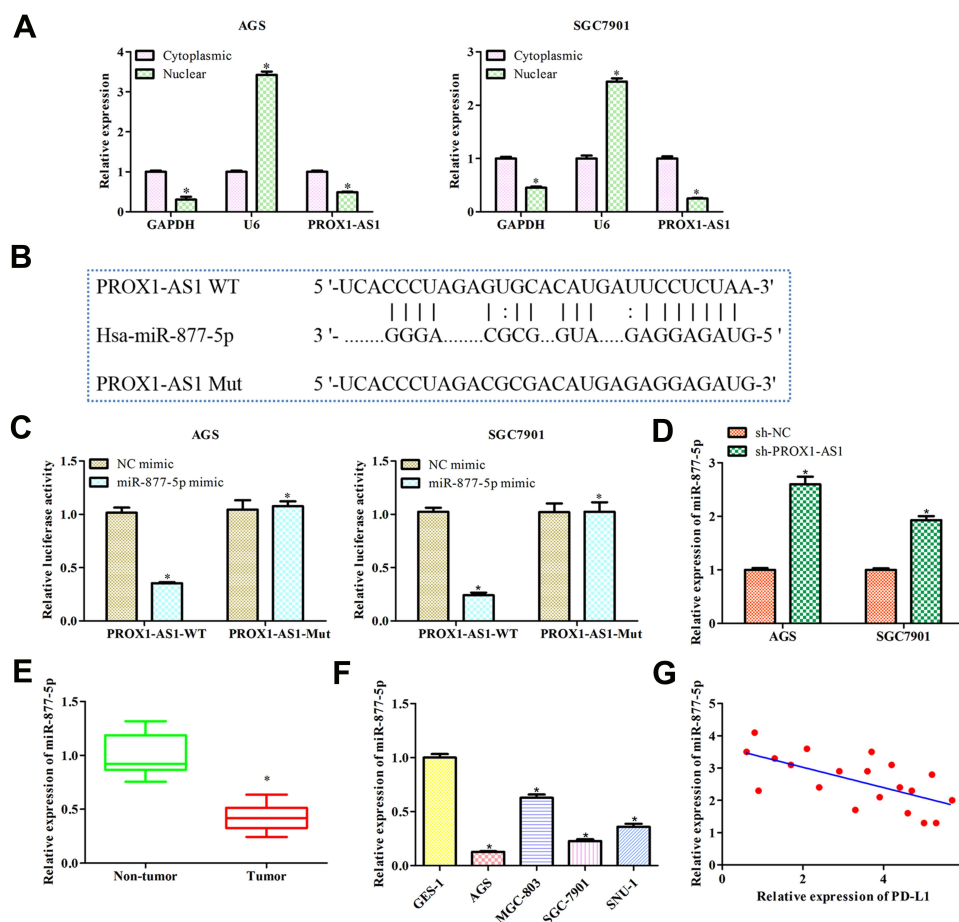 A
AGS
Relative expression
4
3
2
1
0
Cytoplasmic
Nuclear
*
*
*
GAPDH U6 PROX1-AS1
SGC7901
Relative expression
3
2
1
0
Cytoplasmic
Nuclear
*
*
*
GAPDH U6 PROX1-AS1
B
PROX1-AS1 WT 5 '-UCACCCUAGAGUGCACAUGAUUCCUCUAA-3'
| | | | | : | | | | | : | | | | | | |
Hsa-miR-877-5p 3 '- ........GGGA.........CGCG...GUA.....GAGGAGAUG-5 '
PROX1-AS1 Mut 5 '-UCACCCUAGACGCGACAUGAGAGGAGAUG-3'
C
AGS
Relative luciferase activity
1.5
1.0
0.5
0.0
NC mimic
miR-877-5p mimic
*
*
PROX1-AS1-WT PROX1-AS1-Mut
SGC7901
Relative luciferase activity
1.5
1.0
0.5
0.0
NC mimic
miR-877-5p mimic
*
*
PROX1-AS1-WT PROX1-AS1-Mut
D
sh-NC
sh-PROX1-AS1
Relative expression of miR-877-5p
3
2
1
0
*
*
AGS SGC7901
E
Relative expression of miR-877-5p
1.5
1.0
0.5
0.0
*
Non-tumor Tumor
F
Relative expression of miR-877-5p
1.5
1.0
0.5
0.0
*
*
*
*
GES-1 AGS MGC-803 SGC-7901 SNU-1
G
Relative expression of miR-877-5p
5
4
3
2
1
0
0 2 4
Relative expression of PD-L1